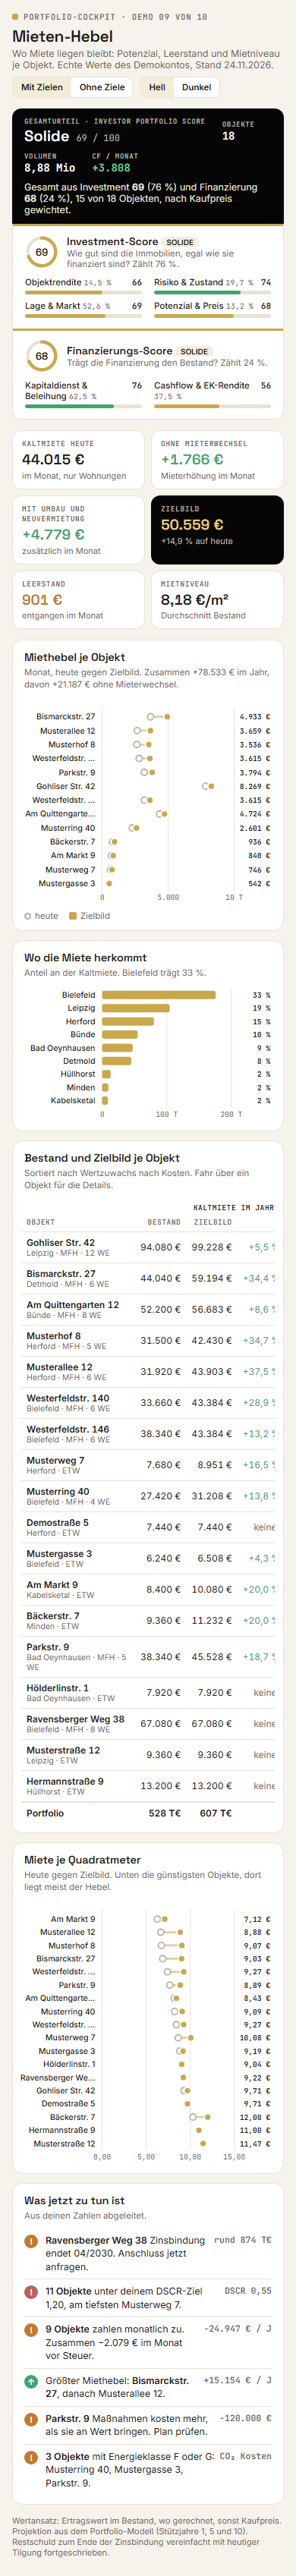 PORTFOLIO-COCKPIT · DEMO 09 VON 10
Mieten-Hebel
Wo Miete liegen bleibt: Potenzial, Leerstand und Mietniveau
je Objekt. Echte Werte des Demokontos, Stand 24.11.2026.
Mit Zielen Ohne Ziele Hell Dunkel
GESAMTURTEIL · INVESTOR PORTFOLIO SCORE
Solide 69 / 100
OBJEKTE
18
VOLUMEN CF / MONAT
8,88 Mio +3.808
Gesamt aus Investment 69 (76 %) und Finanzierung
68 (24 %), 15 von 18 Objekten, nach Kaufpreis
gewichtet.
69
Investment-Score SOLIDE
Wie gut sind die Immobilien, egal wie sie
finanziert sind? Zählt 76 %.
Objektrendite 14,5 % 66 Risiko & Zustand 19,7 % 74
Lage & Markt 52,6 % 69 Potenzial & Preis 13,2 % 68
68
Finanzierungs-Score SOLIDE
Trägt die Finanzierung den Bestand? Zählt 24 %.
Kapitaldienst &
Beleihung 62,5 %
76
Cashflow & EK-Rendite
37,5 %
56
KALTMIETE HEUTE
44.015 €
im Monat, nur Wohnungen
OHNE MIETERWECHSEL
+1.766 €
Mieterhöhung im Monat
MIT UMBAU UND
NEUVERMIETUNG
+4.779 €
zusätzlich im Monat
ZIELBILD
50.559 €
+14,9 % auf heute
LEERSTAND
901 €
entgangen im Monat
MIETNIVEAU
8,18 €/m²
Durchschnitt Bestand
Miethebel je Objekt
Monat, heute gegen Zielbild. Zusammen +78.533 € im Jahr,
davon +21.187 € ohne Mieterwechsel.
Bismarckstr. 27 4.933 €
Musterallee 12 3.659 €
Musterhof 8 3.536 €
Westerfeldstr. ... 3.615 €
Parkstr. 9 3.794 €
Gohliser Str. 42 8.269 €
Westerfeldstr. ... 3.615 €
Am Quittengarte... 4.724 €
Musterring 40 2.601 €
Bäckerstr. 7 936 €
Am Markt 9 840 €
Musterweg 7 746 €
Mustergasse 3 542 €
0 5.000 10 T
heute Zielbild
Wo die Miete herkommt
Anteil an der Kaltmiete. Bielefeld trägt 33 %.
Bielefeld 33 %
Leipzig 19 %
Herford 15 %
Bünde 10 %
Bad Oeynhausen 9 %
Detmold 8 %
Hüllhorst 2 %
Minden 2 %
Kabelsketal 2 %
0 100 T 200 T
Bestand und Zielbild je Objekt
Sortiert nach Wertzuwachs nach Kosten. Fahr über ein
Objekt für die Details.
KALTMIETE IM JAHR
OBJEKT BESTAND ZIELBILD
Gohliser Str. 42 94.080 € 99.228 € +5,5 %
Leipzig · MFH · 12 WE
Bismarckstr. 27 44.040 € 59.194 € +34,4 %
Detmold · MFH · 6 WE
Am Quittengarten 12 52.200 € 56.683 € +8,6 %
Bünde · MFH · 8 WE
Musterhof 8 31.500 € 42.430 € +34,7 %
Herford · MFH · 5 WE
Musterallee 12 31.920 € 43.903 € +37,5 %
Herford · MFH · 6 WE
Westerfeldstr. 140 33.660 € 43.384 € +28,9 %
Bielefeld · MFH · 6 WE
Westerfeldstr. 146 38.340 € 43.384 € +13,2 %
Bielefeld · MFH · 6 WE
Musterweg 7 7.680 € 8.951 € +16,5 %
Herford · ETW
Musterring 40 27.420 € 31.208 € +13,8 %
Bielefeld · MFH · 4 WE
Demostraße 5 7.440 € 7.440 € keine
Herford · ETW
Mustergasse 3 6.240 € 6.508 € +4,3 %
Bielefeld · ETW
Am Markt 9 8.400 € 10.080 € +20,0 %
Kabelsketal · ETW
Bäckerstr. 7 9.360 € 11.232 € +20,0 %
Minden · ETW
Parkstr. 9 38.340 € 45.528 € +18,7 %
Bad Oeynhausen · MFH · 5
WE
Hölderlinstr. 1 7.920 € 7.920 € keine
Bad Oeynhausen · ETW
Ravensberger Weg 38 67.080 € 67.080 € keine
Bielefeld · MFH · 8 WE
Musterstraße 12 9.360 € 9.360 € keine
Leipzig · ETW
Hermannstraße 9 13.200 € 13.200 € keine
Hüllhorst · ETW
Portfolio 528 T€ 607 T€
Miete je Quadratmeter
Heute gegen Zielbild. Unten die günstigsten Objekte, dort
liegt meist der Hebel.
Am Markt 9 7,12 €
Musterallee 12 8,88 €
Musterhof 8 9,07 €
Bismarckstr. 27 9,03 €
Westerfeldstr. ... 9,27 €
Parkstr. 9 8,89 €
Am Quittengarte... 8,43 €
Musterring 40 9,09 €
Westerfeldstr. ... 9,27 €
Musterweg 7 10,08 €
Mustergasse 3 9,19 €
Hölderlinstr. 1 9,04 €
Ravensberger We... 9,22 €
Gohliser Str. 42 9,71 €
Demostraße 5 9,71 €
Bäckerstr. 7 12,00 €
Hermannstraße 9 11,00 €
Musterstraße 12 11,47 €
0,00 5,00 10,00 15,00
Was jetzt zu tun ist
Aus deinen Zahlen abgeleitet.
Ravensberger Weg 38 Zinsbindung rund 874 T€
endet 04/2030. Anschluss jetzt
anfragen.
11 Objekte unter deinem DSCR-Ziel DSCR 0,55
1,20, am tiefsten Musterweg 7.
9 Objekte zahlen monatlich zu. -24.947 € / J
Zusammen −2.079 € im Monat
vor Steuer.
Größter Miethebel: Bismarckstr. +15.154 € / J
27, danach Musterallee 12.
Parkstr. 9 Maßnahmen kosten mehr, -120.000 €
als sie an Wert bringen. Plan prüfen.
3 Objekte mit Energieklasse F oder G: CO₂ Kosten
Musterring 40, Mustergasse 3,
Parkstr. 9.
Wertansatz: Ertragswert im Bestand, wo gerechnet, sonst Kaufpreis.
Projektion aus dem Portfolio-Modell (Stützjahre 1, 5 und 10).
Restschuld zum Ende der Zinsbindung vereinfacht mit heutiger
Tilgung fortgeschrieben.